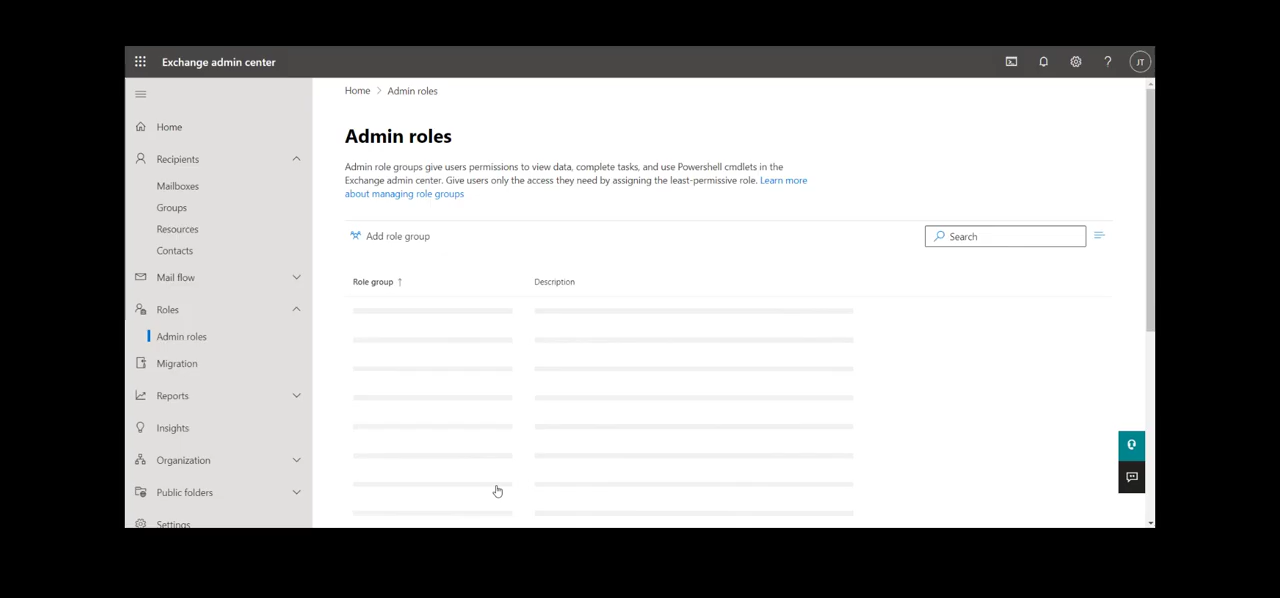 Exchange admin center
JT
Home
Recipients
Mailboxes
Groups
Resources
Contacts
Mail flow
Roles
Admin roles
Migration
Reports
Insights
Organization
Public folders
Settings
Home > Admin roles
Admin roles
Admin role groups give users permissions to view data, complete tasks, and use Powershell cmdlets in the
Exchange admin center. Give users only the access they need by assigning the least-permissive role. Learn more
about managing role groups
Add role group
Search
Role group ↑ Description